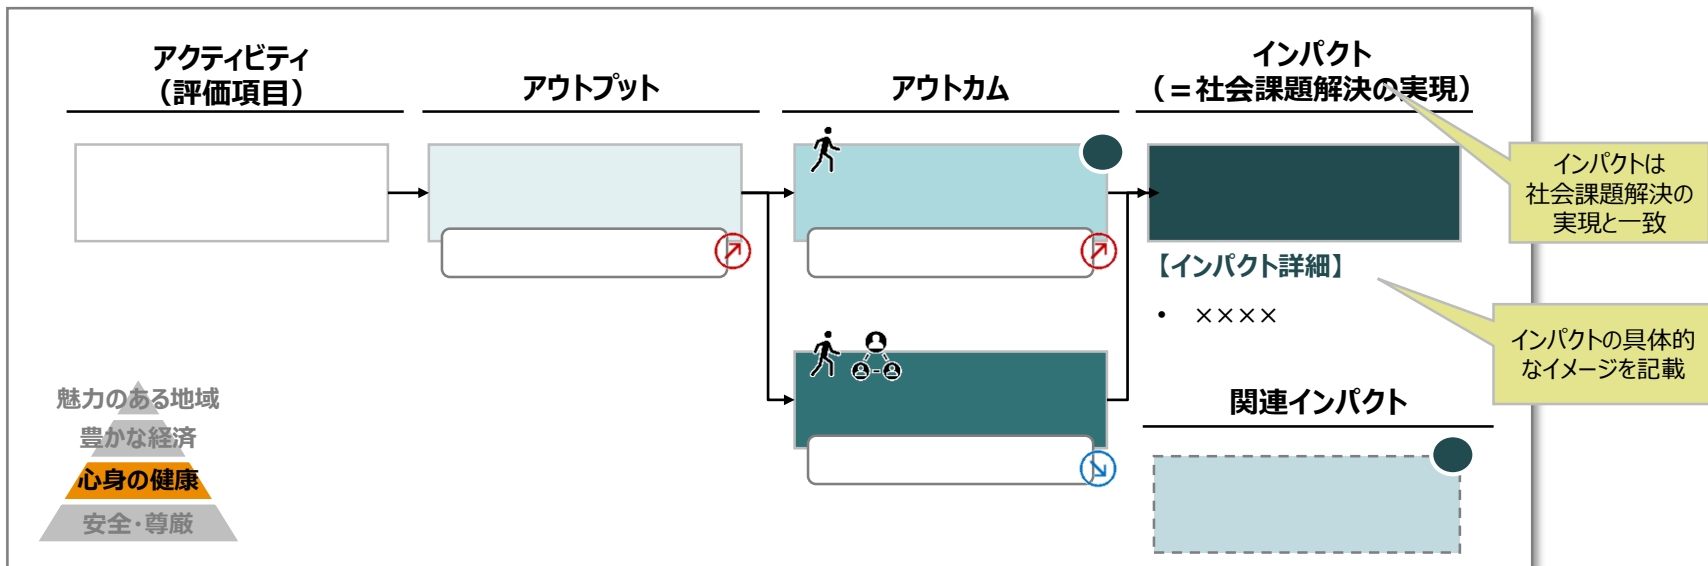 アクティビティ
（評価項目）
アウトプット
アウトカム
インパクト
（＝社会課題解決の実現）
インパクトは
社会課題解決の
実現と一致
【インパクト詳細】
• ××××
インパクトの具体的
なイメージを記載
関連インパクト
魅力のある地域
豊かな経済
心身の健康
安全・尊厳